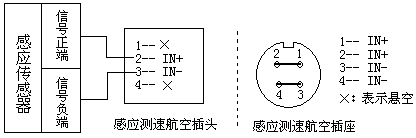 感应传感器
信号正端
信号负端
1-- ×
2-- IN+
3-- IN-
4-- ×
感应测速航空插头
2 1
4 3
感应测速航空插座
1-- IN+
2-- IN+
3-- IN-
4-- IN-
×: 表示悬空